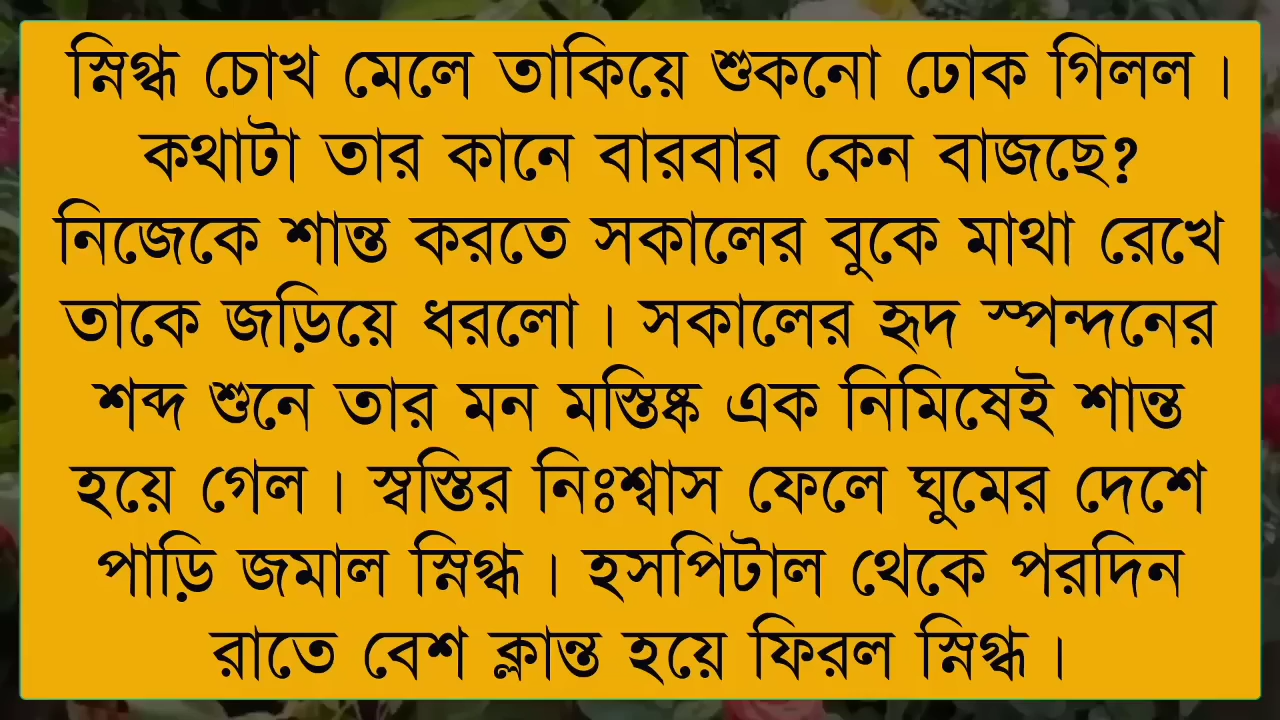 স্নিগ্ধ চোখ মেলে তাকিয়ে শুকনো ঢোক গিলল।
কথাটা তার কানে বারবার কেন বাজছে?
নিজেকে শান্ত করতে সকালের বুকে মাথা রেখে
তাকে জড়িয়ে ধরলো। সকালের হৃদ স্পন্দনের
শব্দ শুনে তার মন মস্তিষ্ক এক নিমিষেই শান্ত
হয়ে গেল। স্বস্তির নিঃশ্বাস ফেলে ঘুমের দেশে
পাড়ি জমাল স্নিগ্ধ। হসপিটাল থেকে পরদিন
রাতে বেশ ক্লান্ত হয়ে ফিরল স্নিগ্ধ।